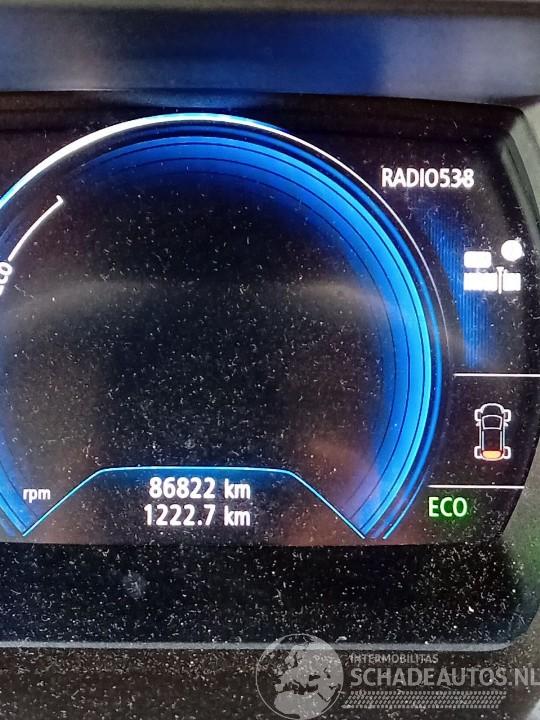 RADIO538
rpm
86822 km
1222.7 km
ECO
INTERMOBILITAS
SCHADEAUTOS.NL